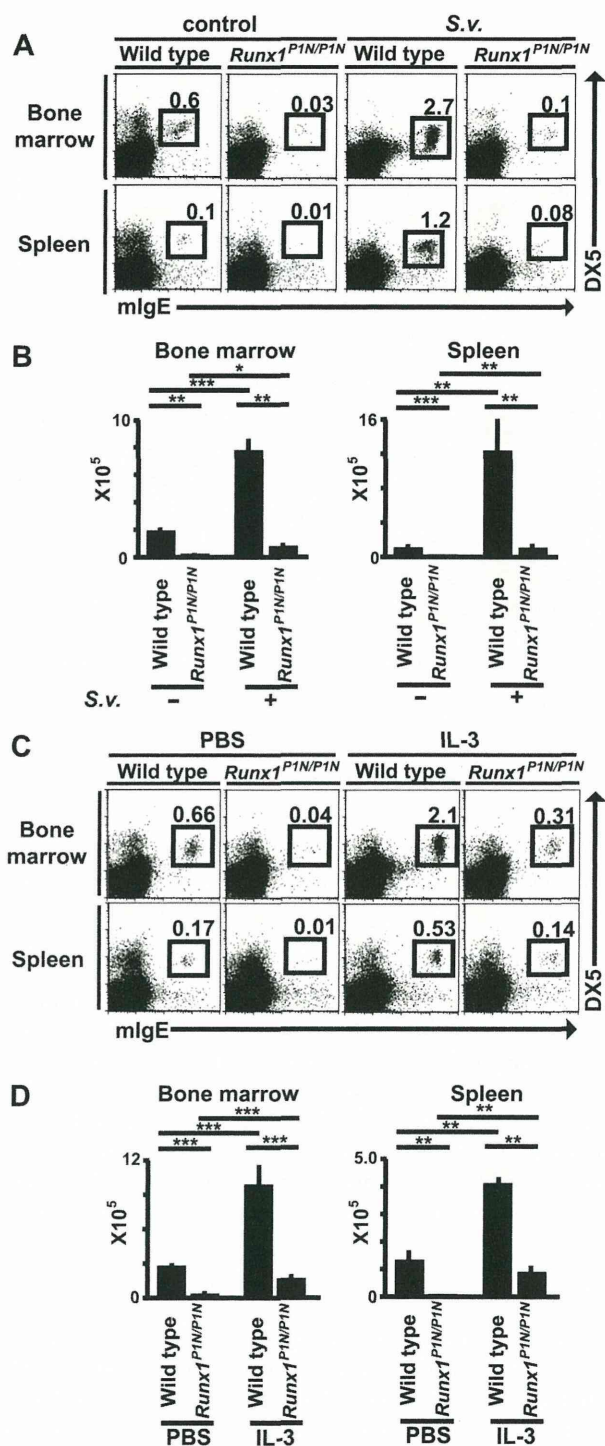 A
control S.v.
Wild type Runx1P1N/P1N Wild type Runx1P1N/P1N
Bone marrow
0.6 0.03 2.7 0.1
Spleen
0.1 0.01 1.2 0.08
mIgE
DX5
B
Bone marrow Spleen
* **
*** **
** ** *** **
10 16
X105 X105
0 0
Wild type Runx1P1N/P1N Wild type Runx1P1N/P1N Wild type Runx1P1N/P1N Wild type Runx1P1N/P1N
S.v. – + – +
C
PBS IL-3
Wild type Runx1P1N/P1N Wild type Runx1P1N/P1N
Bone marrow
0.66 0.04 2.1 0.31
Spleen
0.17 0.01 0.53 0.14
mIgE
DX5
D
Bone marrow Spleen
*** **
*** **
*** *** ** **
12 5.0
X105 X105
0 0
Wild type Runx1P1N/P1N Wild type Runx1P1N/P1N Wild type Runx1P1N/P1N Wild type Runx1P1N/P1N
PBS IL-3 PBS IL-3